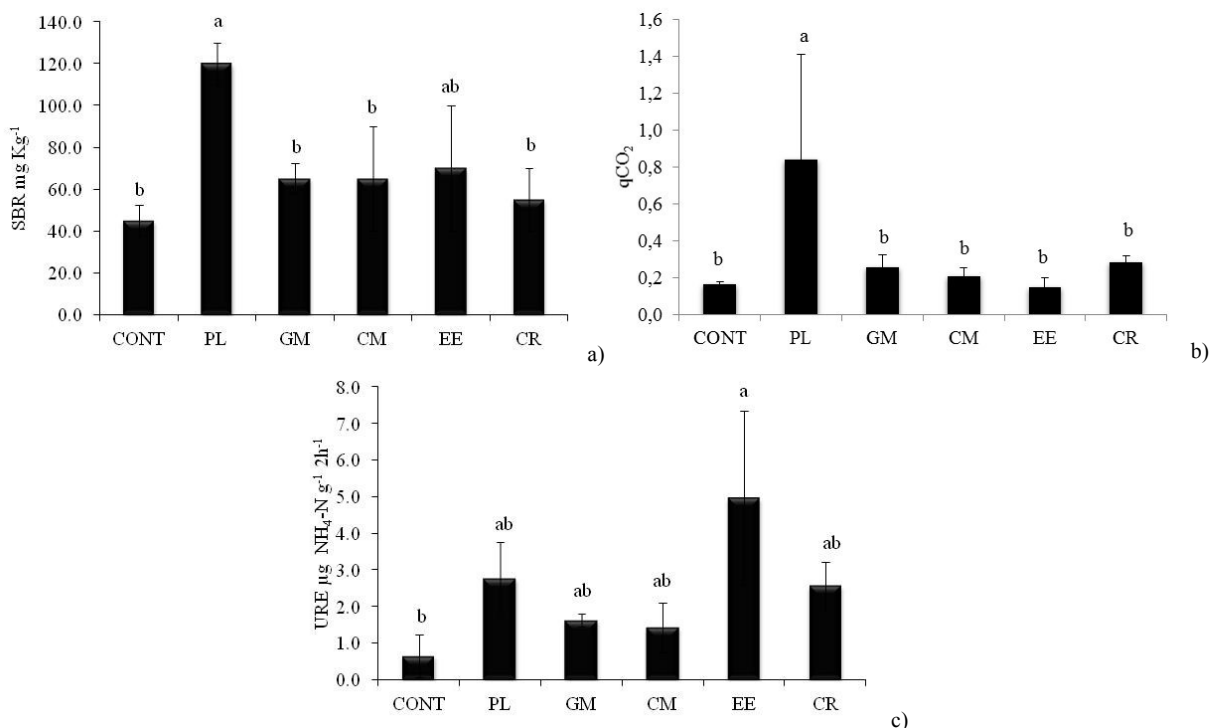 140.0
120.0
100.0
80.0
60.0
40.0
20.0
0.0
SBR mg Kg⁻¹
b
a
b
b
ab
b
CONT PL GM CM EE CR
a)
1,6
1,4
1,2
1,0
0,8
0,6
0,4
0,2
0,0
qCO₂
b
a
b
b
b
b
CONT PL GM CM EE CR
b)
8.0
7.0
6.0
5.0
4.0
3.0
2.0
1.0
0.0
URE µg NH₄-N g⁻¹ 2h⁻¹
b
ab
ab
ab
a
ab
CONT PL GM CM EE CR
c)